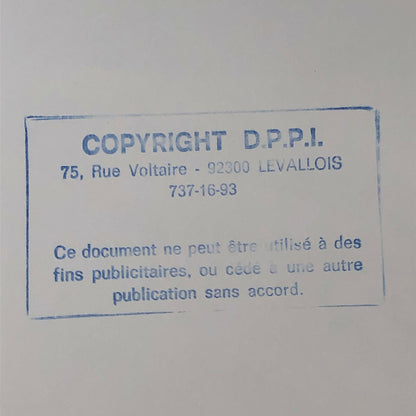 COPYRIGHT D.P.P.I.
75, Rue Voltaire - 92300 LEVALLOIS
737-16-93
Ce document ne peut être utilisé à des
fins publicitaires, ou cédé à une autre
publication sans accord.